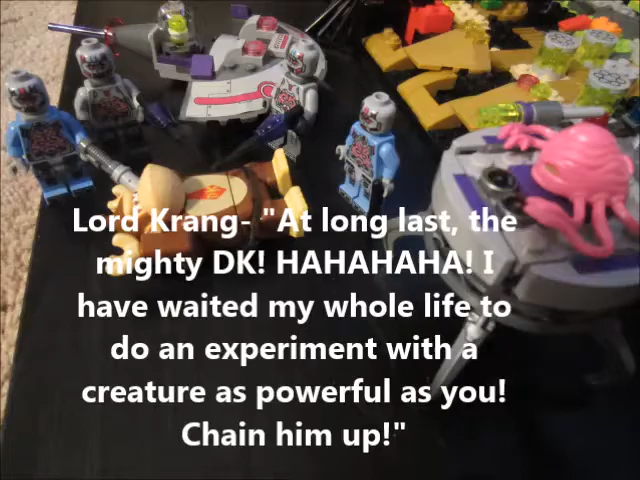 Lord Krang- "At long last, the
mighty DK! HAHAHAHA! I
have waited my whole life to
do an experiment with a
creature as powerful as you!
Chain him up!"